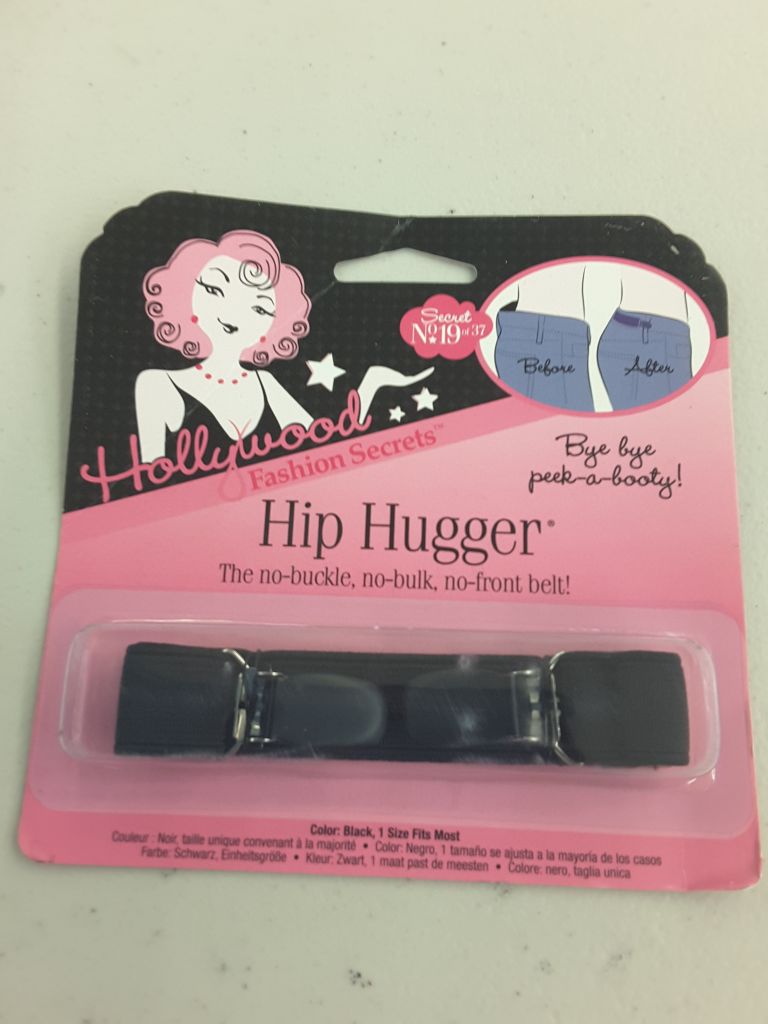 Secret
No19 of 37
Before After
Hollywood
Fashion Secrets™
Bye bye
peek-a-booty!
Hip Hugger®
The no-buckle, no-bulk, no-front belt!
Color: Black, 1 Size Fits Most
Couleur : Noir, taille unique convenant à la majorité • Color: Negro, 1 tamaño se ajusta a la mayoría de los casos
Farbe: Schwarz, Einheitsgröße • Kleur: Zwart, 1 maat past de meesten • Colore: nero, taglia unica